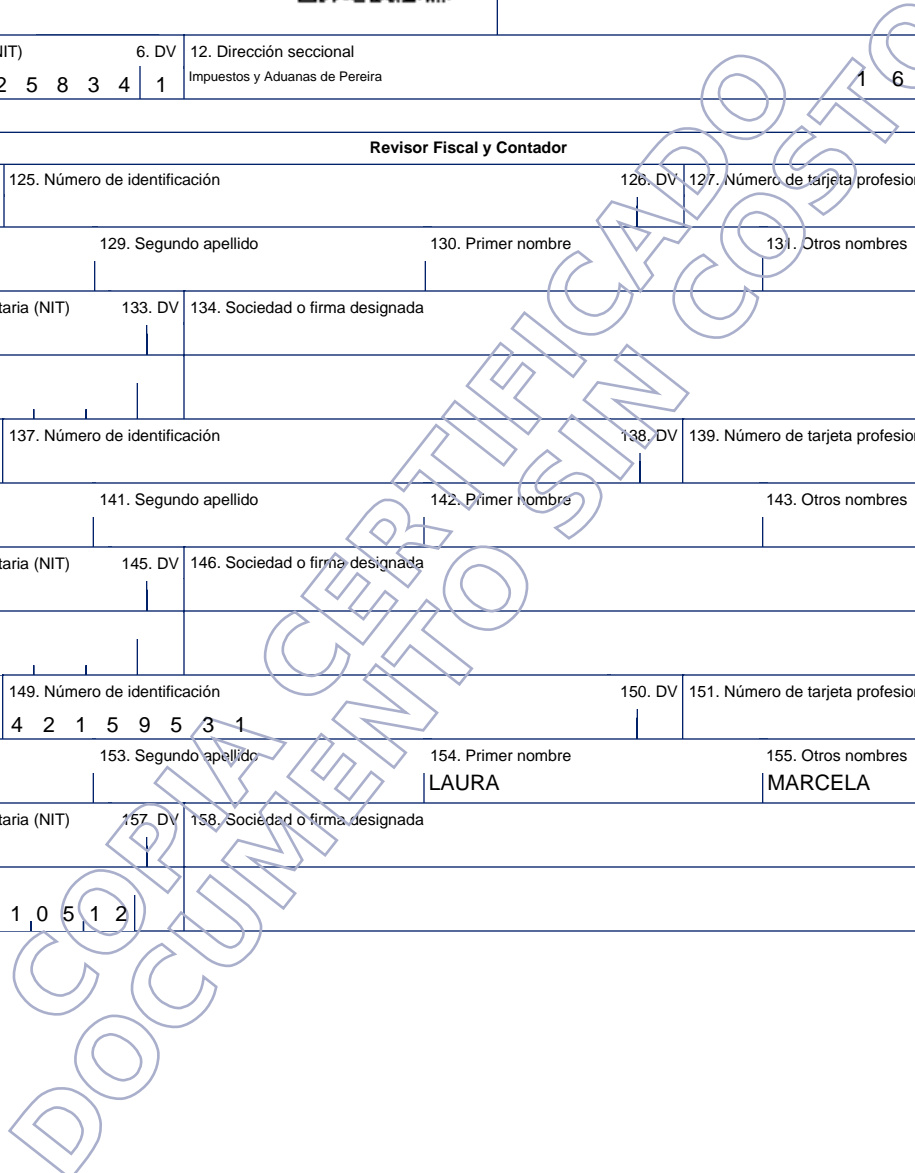 NIT) 6. DV 12. Dirección seccional
2 5 8 3 4 1 Impuestos y Aduanas de Pereira 1 6
Revisor Fiscal y Contador
125. Número de identificación 126. DV 127. Número de tarjeta profesion
129. Segundo apellido 130. Primer nombre 131. Otros nombres
taria (NIT) 133. DV 134. Sociedad o firma designada
137. Número de identificación 138. DV 139. Número de tarjeta profesion
141. Segundo apellido 142. Primer nombre 143. Otros nombres
taria (NIT) 145. DV 146. Sociedad o firma designada
149. Número de identificación 150. DV 151. Número de tarjeta profesion
4 2 1 5 9 5 3 1
153. Segundo apellido 154. Primer nombre 155. Otros nombres
LAURA MARCELA
taria (NIT) 157. DV 158. Sociedad o firma designada
1 0 5 1 2
COPIA CERTIFICADO
DOCUMENTO SIN COSTO